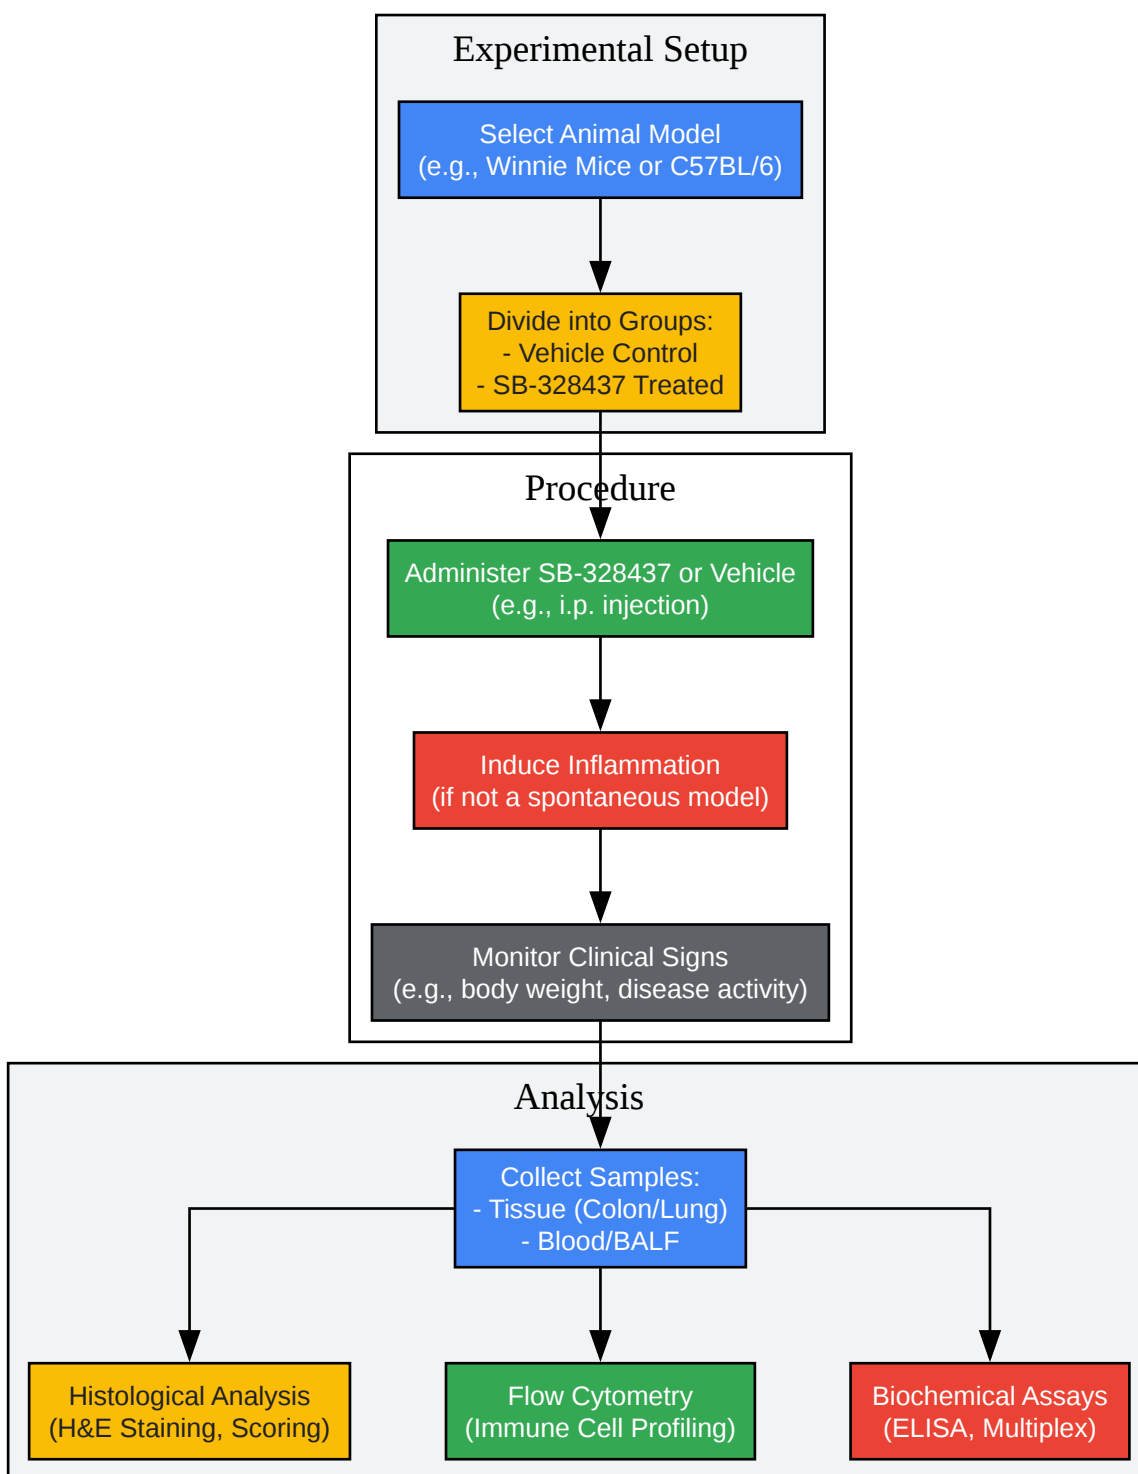 Experimental Setup
Select Animal Model
(e.g., Winnie Mice or C57BL/6)
Divide into Groups:
- Vehicle Control
- SB-328437 Treated
Procedure
Administer SB-328437 or Vehicle
(e.g., i.p. injection)
Induce Inflammation
(if not a spontaneous model)
Monitor Clinical Signs
(e.g., body weight, disease activity)
Analysis
Collect Samples:
- Tissue (Colon/Lung)
- Blood/BALF
Histological Analysis
(H&E Staining, Scoring)
Flow Cytometry
(Immune Cell Profiling)
Biochemical Assays
(ELISA, Multiplex)